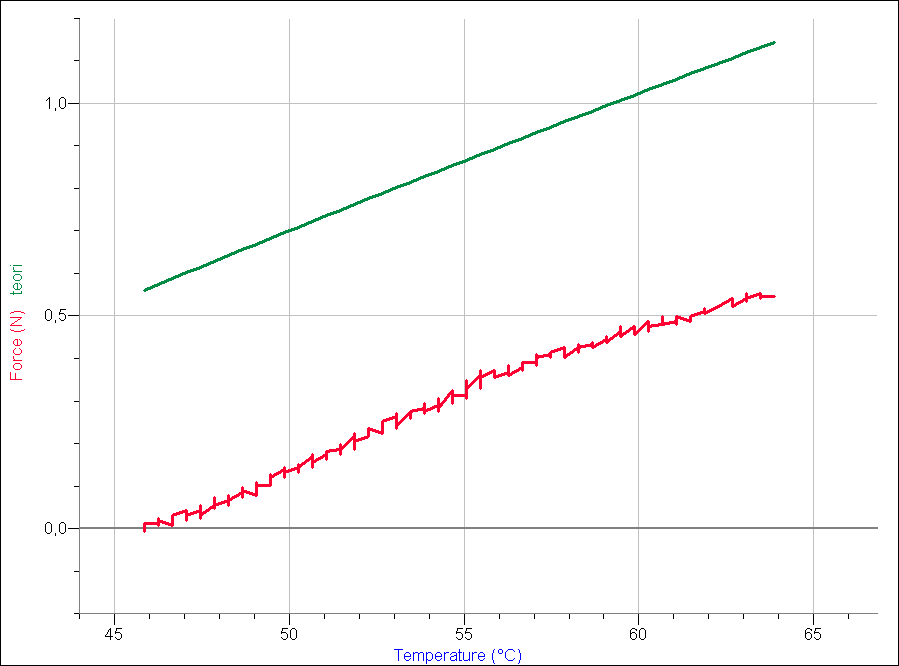 1,0
0,5
0,0
Force (N) teori
45 50 55 60 65
Temperature (°C)